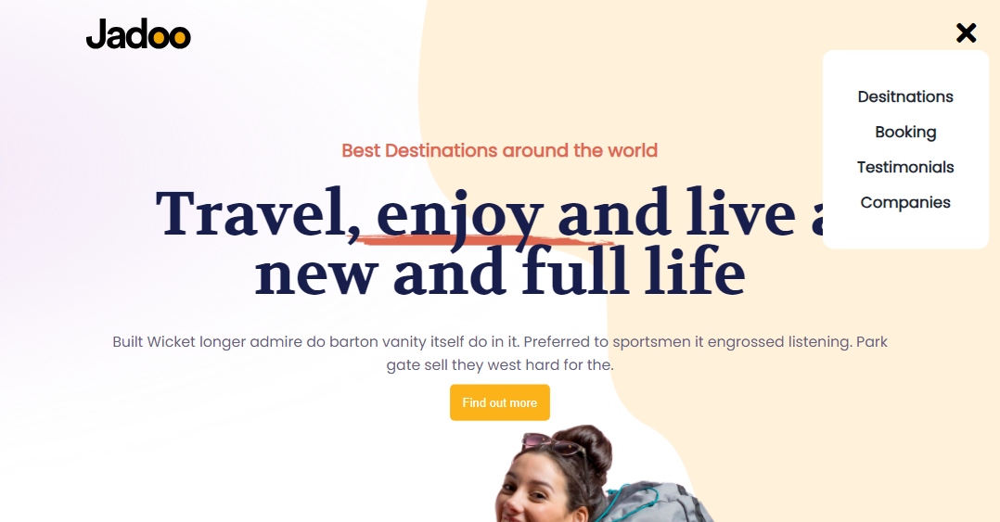 Jadoo
Desitnations
Booking
Testimonials
Companies
Best Destinations around the world
Travel, enjoy and live a
new and full life
Built Wicket longer admire do barton vanity itself do in it. Preferred to sportsmen it engrossed listening. Park
gate sell they west hard for the.
Find out more